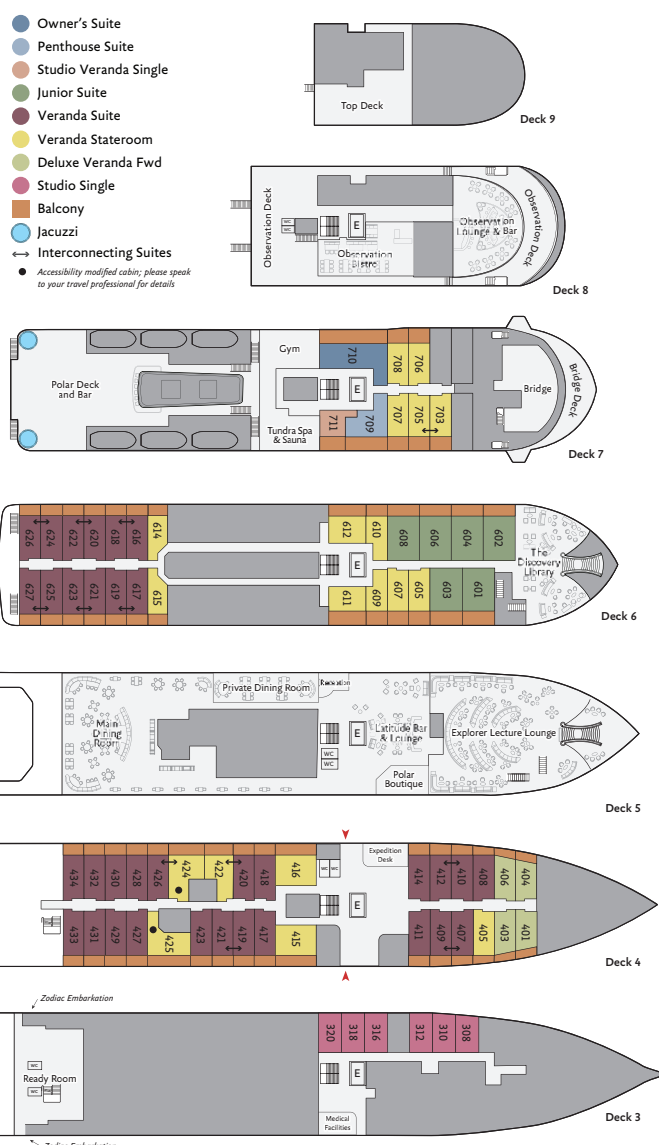 Owner's Suite
Penthouse Suite
Studio Veranda Single
Junior Suite
Veranda Suite
Veranda Stateroom
Deluxe Veranda Fwd
Studio Single
Balcony
Jacuzzi
Interconnecting Suites
Accessibility modified cabin; please speak
to your travel professional for details
Top Deck
Deck 9
Observation Deck
WC
WC
E
Observation
Bistro
Observation
Lounge & Bar
Observation Deck
Deck 8
Polar Deck
and Bar
Gym
Tundra Spa
& Sauna
710
708
706
E
711
709
707
705
703
Bridge
Bridge Deck
Deck 7
626
624
622
620
618
616
614
612
610
608
606
604
602
E
627
625
623
621
619
617
615
611
609
607
605
603
601
The
Discovery
Library
Deck 6
Main
Dining
Room
Private Dining Room
Reception
E
WC
WC
Latitude Bar
& Lounge
Polar
Boutique
Explorer Lecture Lounge
Deck 5
434
432
430
428
426
424
422
420
418
416
WC
WC
Expedition
Desk
414
412
410
408
406
404
E
433
431
429
427
425
423
421
419
417
415
411
409
407
405
403
401
Deck 4
Zodiac Embarkation
WC
Ready Room
WC
320
318
316
312
310
308
E
Medical
Facilities
Deck 3